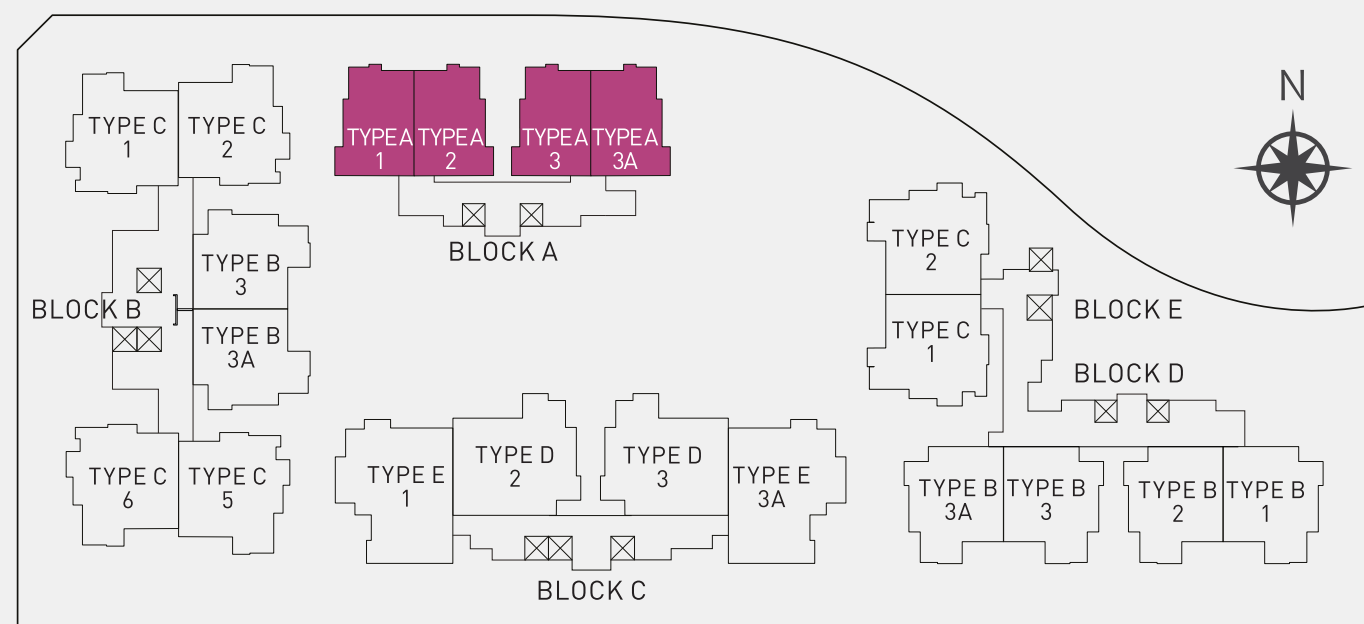 N
TYPE C
1
TYPE C
2
TYPE A
1
TYPE A
2
TYPE A
3
TYPE A
3A
BLOCK A
TYPE B
3
BLOCK B
TYPE B
3A
TYPE C
6
TYPE C
5
TYPE C
2
TYPE C
1
BLOCK E
BLOCK D
TYPE E
1
TYPE D
2
TYPE D
3
TYPE E
3A
BLOCK C
TYPE B
3A
TYPE B
3
TYPE B
2
TYPE B
1